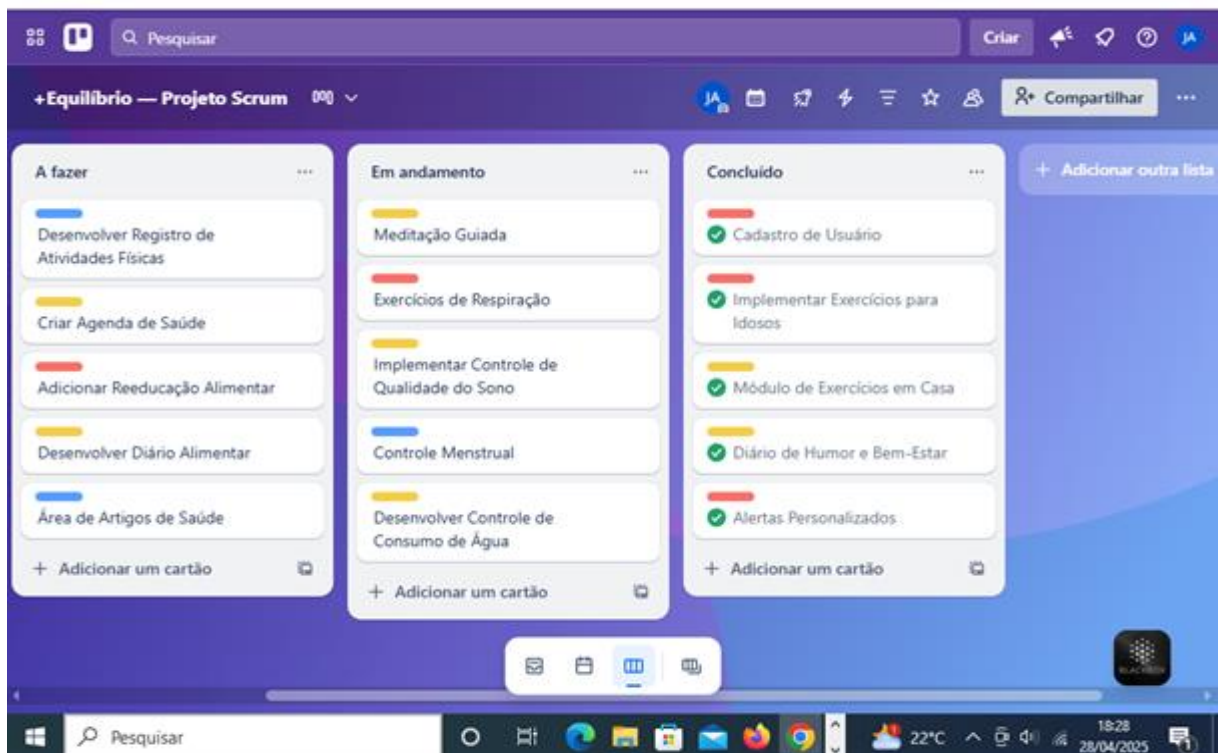 Pesquisar
Criar
JA
+Equilíbrio — Projeto Scrum
JA
Compartilhar
A fazer
Desenvolver Registro de
Atividades Físicas
Criar Agenda de Saúde
Adicionar Reeducação Alimentar
Desenvolver Diário Alimentar
Área de Artigos de Saúde
+ Adicionar um cartão
Em andamento
Meditação Guiada
Exercícios de Respiração
Implementar Controle de
Qualidade do Sono
Controle Menstrual
Desenvolver Controle de
Consumo de Água
+ Adicionar um cartão
Concluído
Cadastro de Usuário
Implementar Exercícios para
Idosos
Módulo de Exercícios em Casa
Diário de Humor e Bem-Estar
Alertas Personalizados
+ Adicionar um cartão
+ Adicionar outra lista
Pesquisar
22°C
18:28
28/04/2025